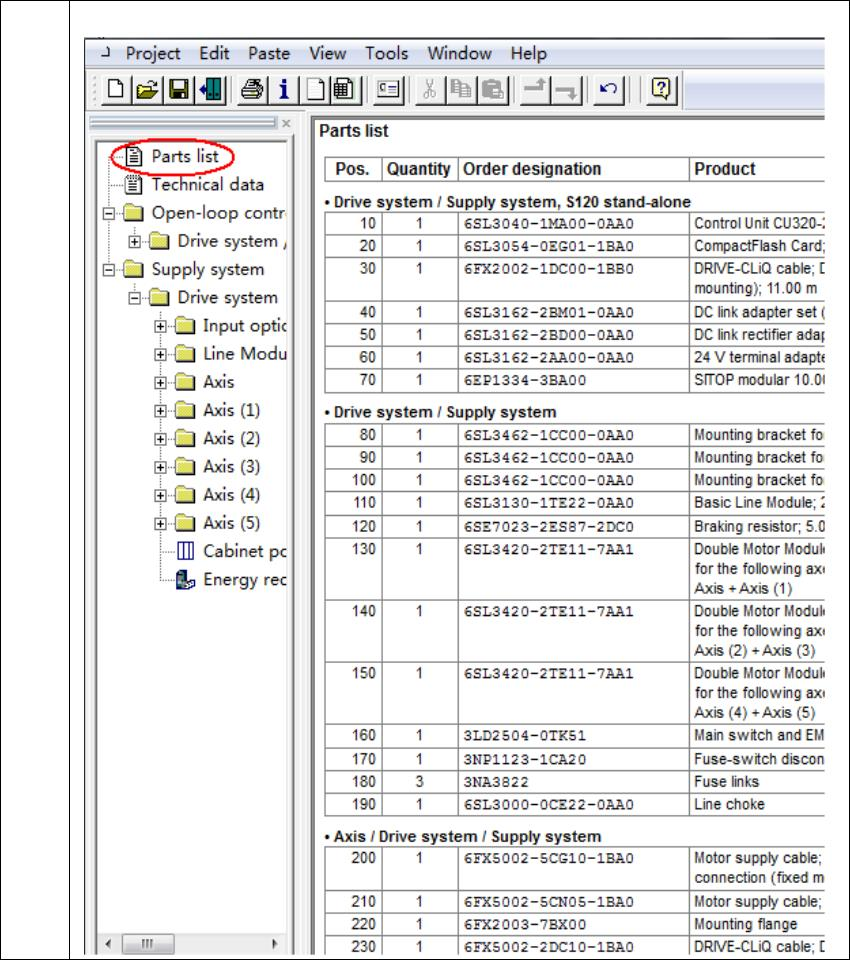 Project Edit Paste View Tools Window Help
Parts list
Technical data
Open-loop contr
Drive system /
Supply system
Drive system
Input optic
Line Modu
Axis
Axis (1)
Axis (2)
Axis (3)
Axis (4)
Axis (5)
Cabinet pc
Energy rec
Parts list
Pos. Quantity Order designation Product
• Drive system / Supply system, S120 stand-alone
10 1 6SL3040-1MA00-0AA0 Control Unit CU320-2
20 1 6SL3054-0EG01-1BA0 CompactFlash Card;
30 1 6FX2002-1DC00-1BB0 DRIVE-CLiQ cable; D
mounting); 11.00 m
40 1 6SL3162-2BM01-0AA0 DC link adapter set (
50 1 6SL3162-2BD00-0AA0 DC link rectifier adap
60 1 6SL3162-2AA00-0AA0 24 V terminal adapte
70 1 6EP1334-3BA00 SITOP modular 10.00
• Drive system / Supply system
80 1 6SL3462-1CC00-0AA0 Mounting bracket fo
90 1 6SL3462-1CC00-0AA0 Mounting bracket fo
100 1 6SL3462-1CC00-0AA0 Mounting bracket fo
110 1 6SL3130-1TE22-0AA0 Basic Line Module; 2
120 1 6SE7023-2ES87-2DC0 Braking resistor; 5.0
130 1 6SL3420-2TE11-7AA1 Double Motor Module
for the following axe
Axis + Axis (1)
140 1 6SL3420-2TE11-7AA1 Double Motor Module
for the following axe
Axis (2) + Axis (3)
150 1 6SL3420-2TE11-7AA1 Double Motor Module
for the following axe
Axis (4) + Axis (5)
160 1 3LD2504-0TK51 Main switch and EM
170 1 3NP1123-1CA20 Fuse-switch discon
180 3 3NA3822 Fuse links
190 1 6SL3000-0CE22-0AA0 Line choke
• Axis / Drive system / Supply system
200 1 6FX5002-5CG10-1BA0 Motor supply cable;
connection (fixed m
210 1 6FX5002-5CN05-1BA0 Motor supply cable;
220 1 6FX2003-7BX00 Mounting flange
230 1 6FX5002-2DC10-1BA0 DRIVE-CLiQ cable; D